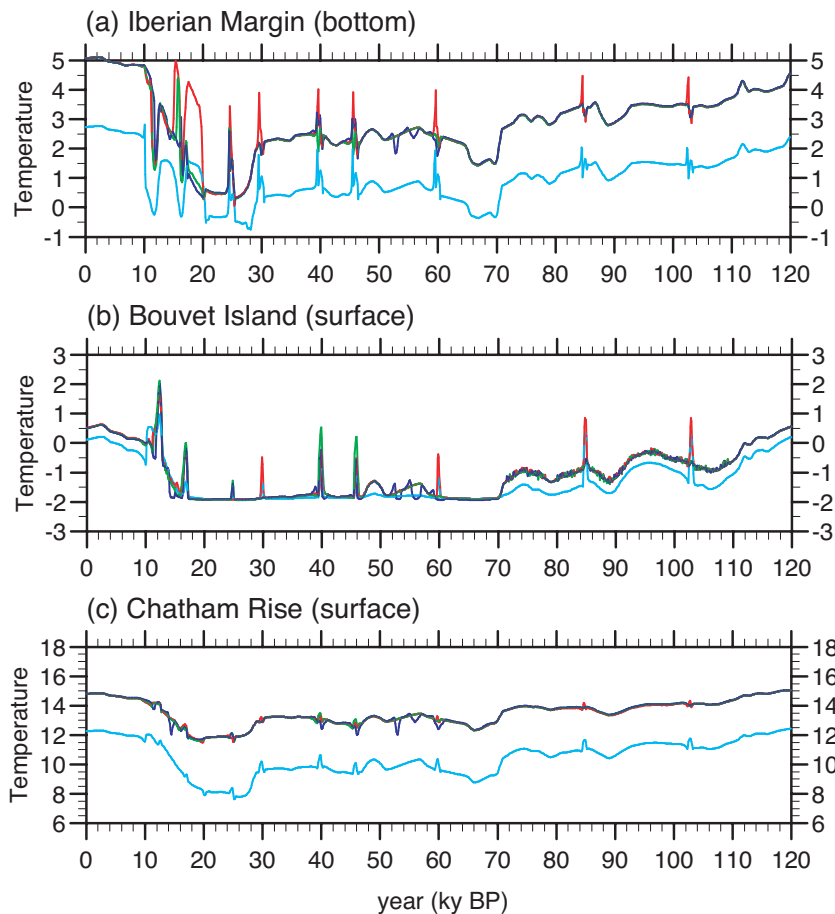 (a) Iberian Margin (bottom)
5 5
4 4
3 3
2 2
1 1
0 0
-1 -1
Temperature
0 10 20 30 40 50 60 70 80 90 100 110 120
(b) Bouvet Island (surface)
3 3
2 2
1 1
0 0
-1 -1
-2 -2
-3 -3
Temperature
0 10 20 30 40 50 60 70 80 90 100 110 120
(c) Chatham Rise (surface)
18 18
16 16
14 14
12 12
10 10
8 8
6 6
Temperature
0 10 20 30 40 50 60 70 80 90 100 110 120
year (ky BP)